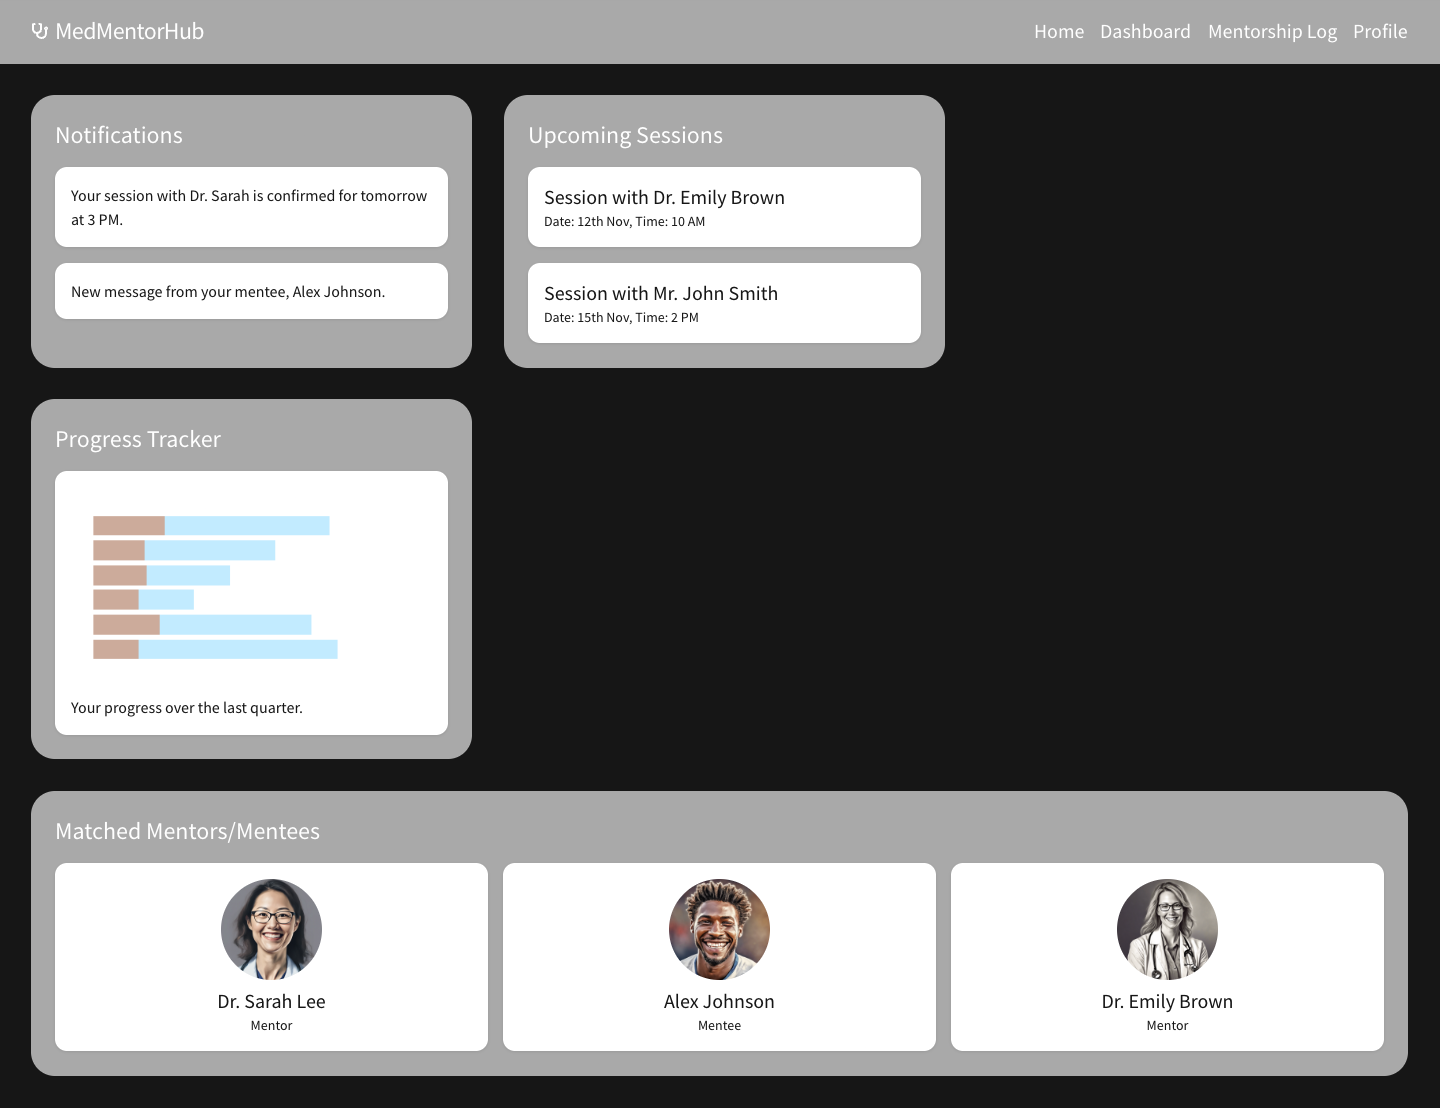 MedMentorHub
Home Dashboard Mentorship Log Profile
Notifications
Your session with Dr. Sarah is confirmed for tomorrow
at 3 PM.
New message from your mentee, Alex Johnson.
Upcoming Sessions
Session with Dr. Emily Brown
Date: 12th Nov, Time: 10 AM
Session with Mr. John Smith
Date: 15th Nov, Time: 2 PM
Progress Tracker
Your progress over the last quarter.
Matched Mentors/Mentees
Dr. Sarah Lee
Mentor
Alex Johnson
Mentee
Dr. Emily Brown
Mentor